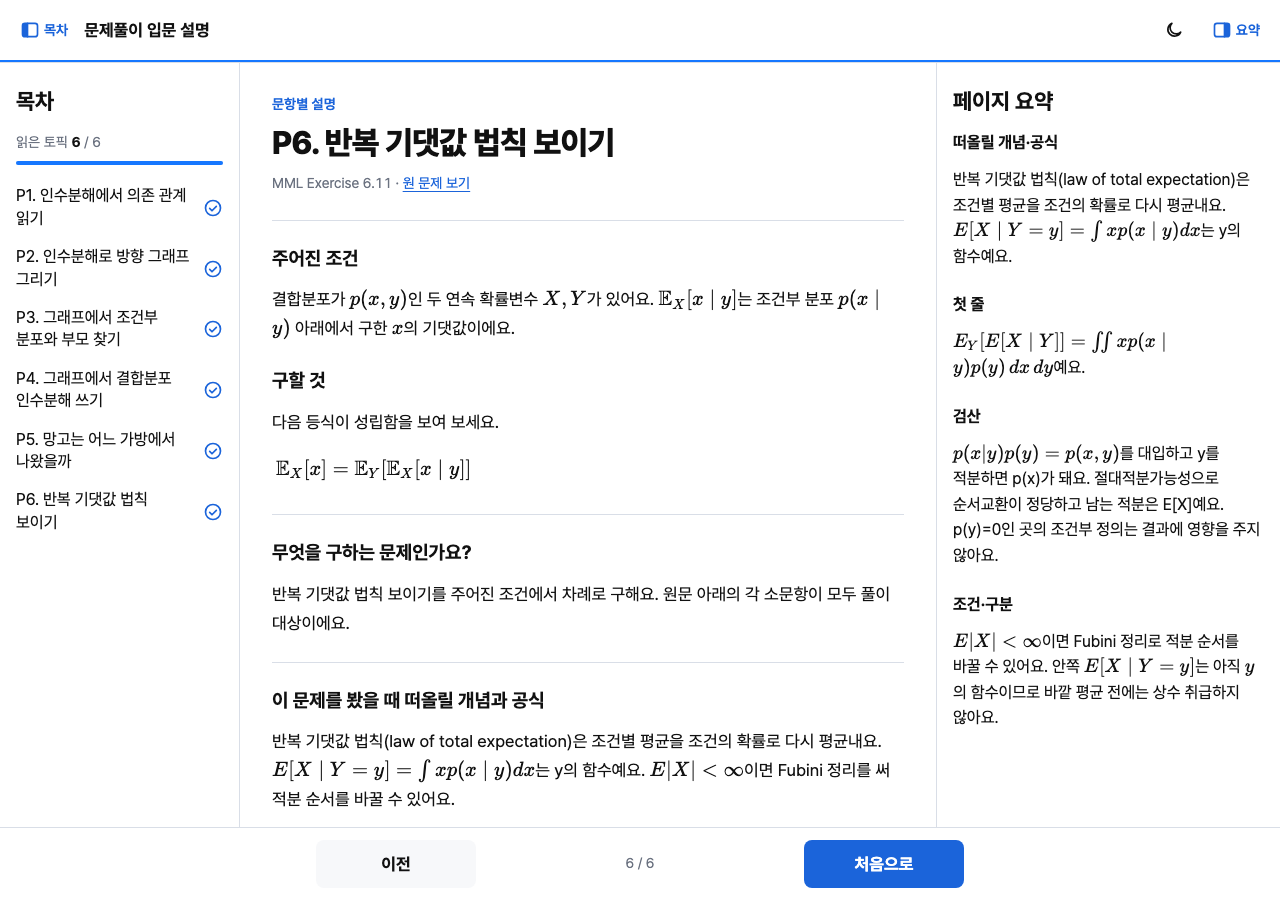 목차
문제풀이 입문 설명
요약
목차
읽은 토픽 6 / 6
P1. 인수분해에서 의존 관계
읽기
P2. 인수분해로 방향 그래프
그리기
P3. 그래프에서 조건부
분포와 부모 찾기
P4. 그래프에서 결합분포
인수분해 쓰기
P5. 망고는 어느 가방에서
나왔을까
P6. 반복 기댓값 법칙
보이기
문항별 설명
P6. 반복 기댓값 법칙 보이기
MML Exercise 6.11 · 원 문제 보기
주어진 조건
결합분포가 p(x, y)인 두 연속 확률변수 X, Y가 있어요. 𝔼_X[x | y]는 조건부 분포 p(x |
y) 아래에서 구한 x의 기댓값이에요.
구할 것
다음 등식이 성립함을 보여 보세요.
𝔼_X[x] = 𝔼_Y[𝔼_X[x | y]]
무엇을 구하는 문제인가요?
반복 기댓값 법칙 보이기를 주어진 조건에서 차례로 구해요. 원문 아래의 각 소문항이 모두 풀이
대상이에요.
이 문제를 봤을 때 떠올릴 개념과 공식
반복 기댓값 법칙(law of total expectation)은 조건별 평균을 조건의 확률로 다시 평균내요.
E[X | Y = y] = ∫ xp(x | y)dx는 y의 함수예요. E|X| < ∞이면 Fubini 정리를 써
적분 순서를 바꿀 수 있어요.
페이지 요약
떠올릴 개념·공식
반복 기댓값 법칙(law of total expectation)은
조건별 평균을 조건의 확률로 다시 평균내요.
E[X | Y = y] = ∫ xp(x | y)dx는 y의
함수예요.
첫 줄
E_Y[E[X | Y]] = ∬ xp(x |
y)p(y) dx dy예요.
검산
p(x|y)p(y) = p(x, y)를 대입하고 y를
적분하면 p(x)가 돼요. 절대적분가능성으로
순서교환이 정당하고 남는 적분은 E[X]예요.
p(y)=0인 곳의 조건부 정의는 결과에 영향을 주지
않아요.
조건·구분
E|X| < ∞이면 Fubini 정리로 적분 순서를
바꿀 수 있어요. 안쪽 E[X | Y = y]는 아직 y
의 함수이므로 바깥 평균 전에는 상수 취급하지
않아요.
이전
6 / 6
처음으로